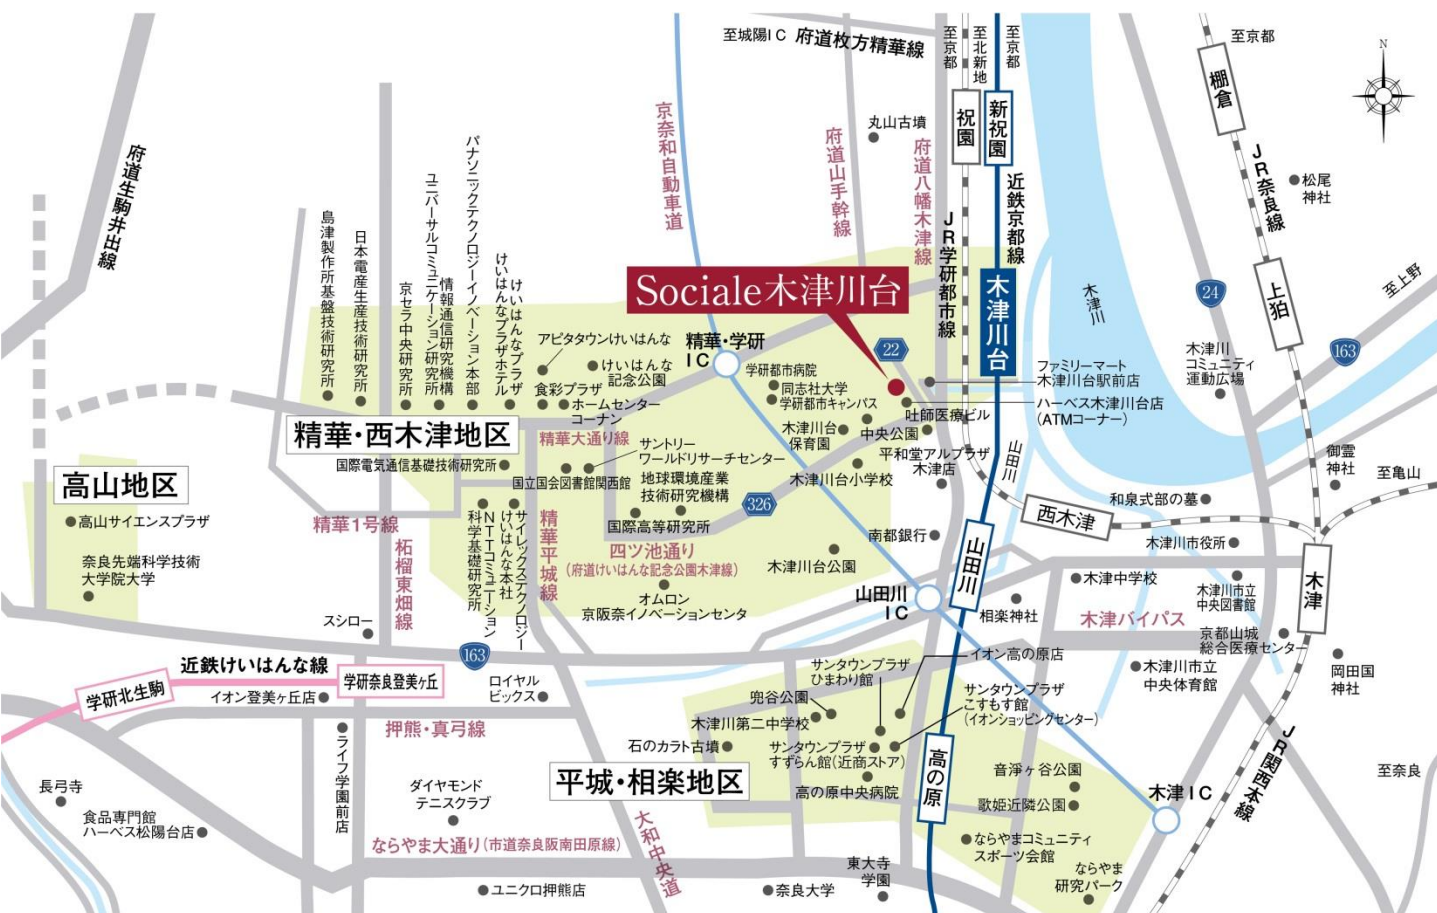 至城陽IC 府道枚方精華線
至京都
至北新地
至京都
至京都
N
府道生駒井出線
京奈和自動車道
府道山手幹線
丸山古墳
府道八幡木津線
祝園
新祝園
近鉄京都線
JR学研都市線
棚倉
JR奈良線
松尾
神社
上狛
24
至上野
163
木津川
木津川台
Sociale木津川台
島津製作所基盤技術研究所
日本電産生産技術研究所
京セラ中央研究所
ユニバーサルコミュニケーション研究所
情報通信研究機構
パナソニックテクノロジーイノベーション本部
けいはんなプラザホテル
けいはんなプラザ
アピタタウンけいはんな
けいはんな
記念公園
食彩プラザ
ホームセンター
コーナン
精華・学研
IC
22
学研都市病院
同志社大学
学研都市キャンパス
木津川台
保育園
中央公園
吐師医療ビル
ファミリーマート
木津川台駅前店
ハーベス木津川台店
(ATMコーナー)
木津川
コミュニティ
運動広場
平和堂アルプラザ
木津店
山田川
御霊
神社
至亀山
精華・西木津地区
精華大通り線
サントリー
ワールドリサーチセンター
国際電気通信基礎技術研究所
国立国会図書館関西館
地球環境産業
技術研究機構
木津川台小学校
326
国際高等研究所
高山地区
高山サイエンスプラザ
奈良先端科学技術
大学院大学
精華1号線
柘榴東畑線
NTTコミュニケーション
科学基礎研究所
サイレックステクノロジー
けいはんな本社
精華平城線
四ツ池通り
(府道けいはんな記念公園木津線)
オムロン
京阪奈イノベーションセンタ
木津川台公園
南都銀行
西木津
和泉式部の墓
木津川市役所
山田川
山田川
IC
木津中学校
木津川市立
中央図書館
木津
相楽神社
木津バイパス
京都山城
総合医療センター
木津川市立
中央体育館
岡田国
神社
スシロー
163
近鉄けいはんな線
学研北生駒
学研奈良登美ヶ丘
イオン登美ヶ丘店
ロイヤル
ビックス
押熊・真弓線
ライフ学園前店
サンタウンプラザ
ひまわり館
イオン高の原店
兜谷公園
木津川第二中学校
サンタウンプラザ
こすもす館
(イオンショッピングセンター)
石のカラト古墳
サンタウンプラザ
すずらん館(近商ストア)
高の原
平城・相楽地区
高の原中央病院
音浄ヶ谷公園
歌姫近隣公園
木津IC
JR関西本線
至奈良
長弓寺
食品専門館
ハーベス松陽台店
ダイヤモンド
テニスクラブ
ならやま大通り(市道奈良阪南田原線)
大和中央道
ならやまコミュニティ
スポーツ会館
ならやま
研究パーク
東大寺
学園
ユニクロ押熊店
奈良大学